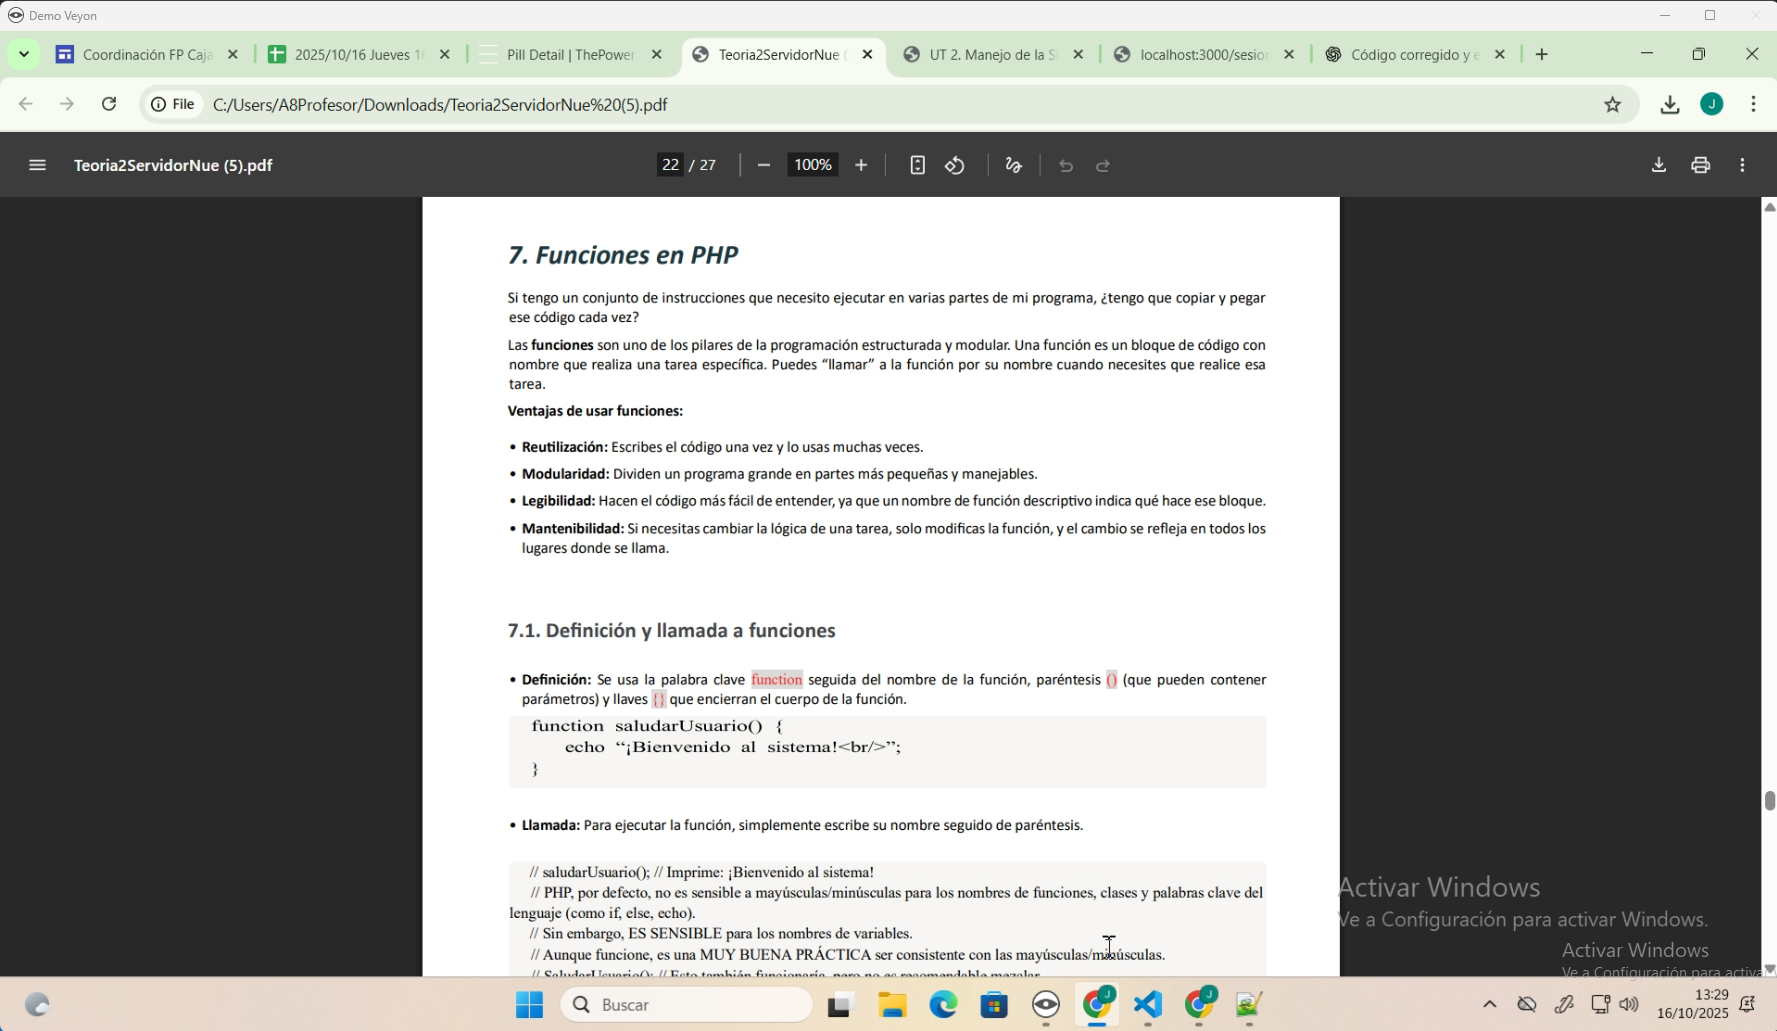 Demo Veyon
Coordinación FP Caja
2025/10/16 Jueves 16
Pill Detail | ThePower
Teoria2ServidorNue (
UT 2. Manejo de la S
localhost:3000/sesion
Código corregido y e
File
C:/Users/A8Profesor/Downloads/Teoria2ServidorNue%20(5).pdf
J
Teoria2ServidorNue (5).pdf
22 / 27
100%
7. Funciones en PHP
Si tengo un conjunto de instrucciones que necesito ejecutar en varias partes de mi programa, ¿tengo que copiar y pegar
ese código cada vez?
Las funciones son uno de los pilares de la programación estructurada y modular. Una función es un bloque de código con
nombre que realiza una tarea específica. Puedes “llamar” a la función por su nombre cuando necesites que realice esa
tarea.
Ventajas de usar funciones:
• Reutilización: Escribes el código una vez y lo usas muchas veces.
• Modularidad: Dividen un programa grande en partes más pequeñas y manejables.
• Legibilidad: Hacen el código más fácil de entender, ya que un nombre de función descriptivo indica qué hace ese bloque.
• Mantenibilidad: Si necesitas cambiar la lógica de una tarea, solo modificas la función, y el cambio se refleja en todos los
lugares donde se llama.
7.1. Definición y llamada a funciones
• Definición: Se usa la palabra clave function seguida del nombre de la función, paréntesis () (que pueden contener
parámetros) y llaves {} que encierran el cuerpo de la función.
function saludarUsuario() {
echo “¡Bienvenido al sistema!<br/>”;
}
• Llamada: Para ejecutar la función, simplemente escribe su nombre seguido de paréntesis.
// saludarUsuario(); // Imprime: ¡Bienvenido al sistema!
// PHP, por defecto, no es sensible a mayúsculas/minúsculas para los nombres de funciones, clases y palabras clave del
lenguaje (como if, else, echo).
// Sin embargo, ES SENSIBLE para los nombres de variables.
// Aunque funcione, es una MUY BUENA PRÁCTICA ser consistente con las mayúsculas/minúsculas.
// SaludarUsuario(); // Esto también funcionaría, pero no es recomendable mezclar.
Activar Windows
Ve a Configuración para activar Windows.
Activar Windows
Ve a Configuración para activa
Buscar
J
J
13:29
16/10/2025